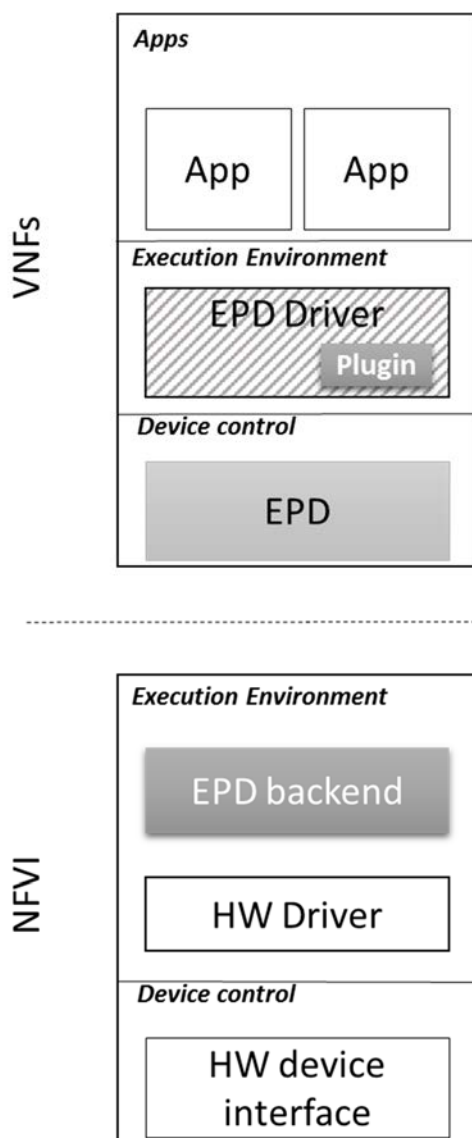 VNFs
Apps
App App
Execution Environment
EPD Driver
Plugin
Device control
EPD
NFVI
Execution Environment
EPD backend
HW Driver
Device control
HW device
interface